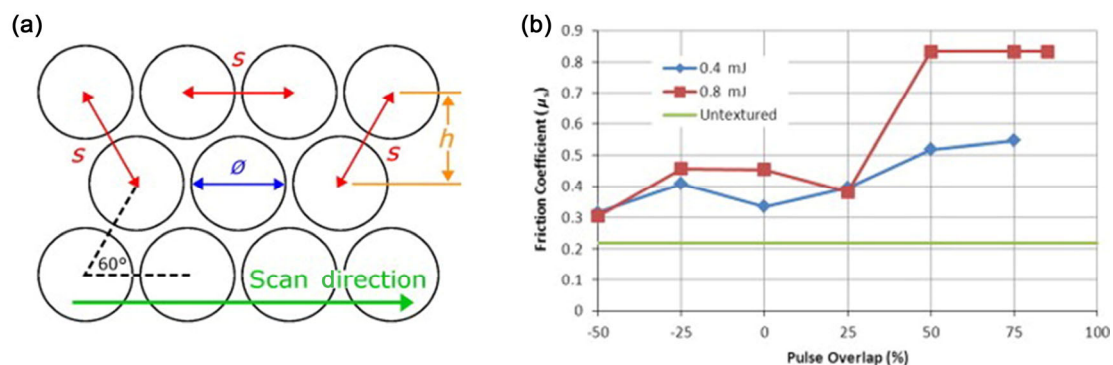 (a)
s
s
s
h
ø
60°
Scan direction
(b)
Friction Coefficient (μₛ)
0.9
0.8
0.7
0.6
0.5
0.4
0.3
0.2
0.1
0
0.4 mJ
0.8 mJ
Untextured
-50
-25
0
25
50
75
100
Pulse Overlap (%)